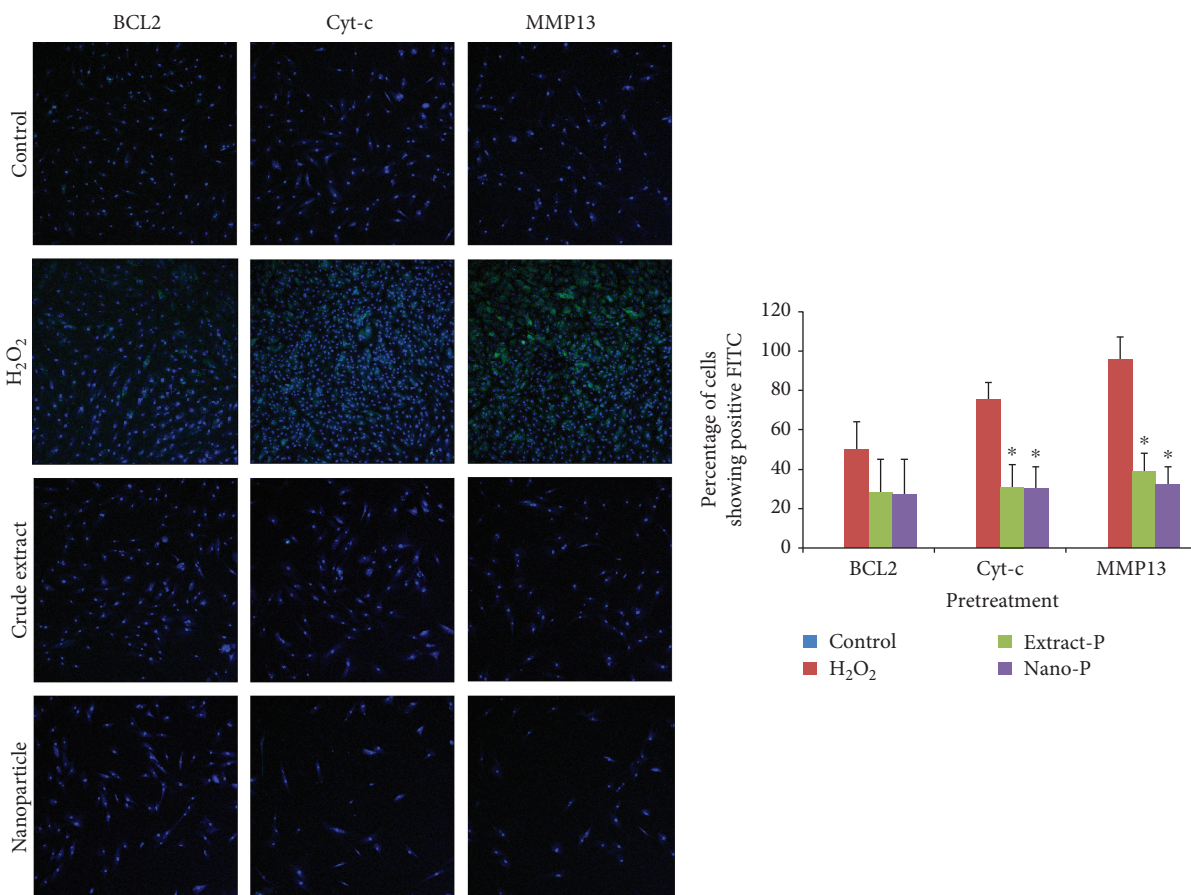 BCL2
Cyt-c
MMP13
Control
H₂O₂
Crude extract
Nanoparticle
120
100
80
60
40
20
0
Percentage of cells
showing positive FITC
* *
* *
BCL2
Cyt-c
MMP13
Pretreatment
Control
H₂O₂
Extract-P
Nano-P